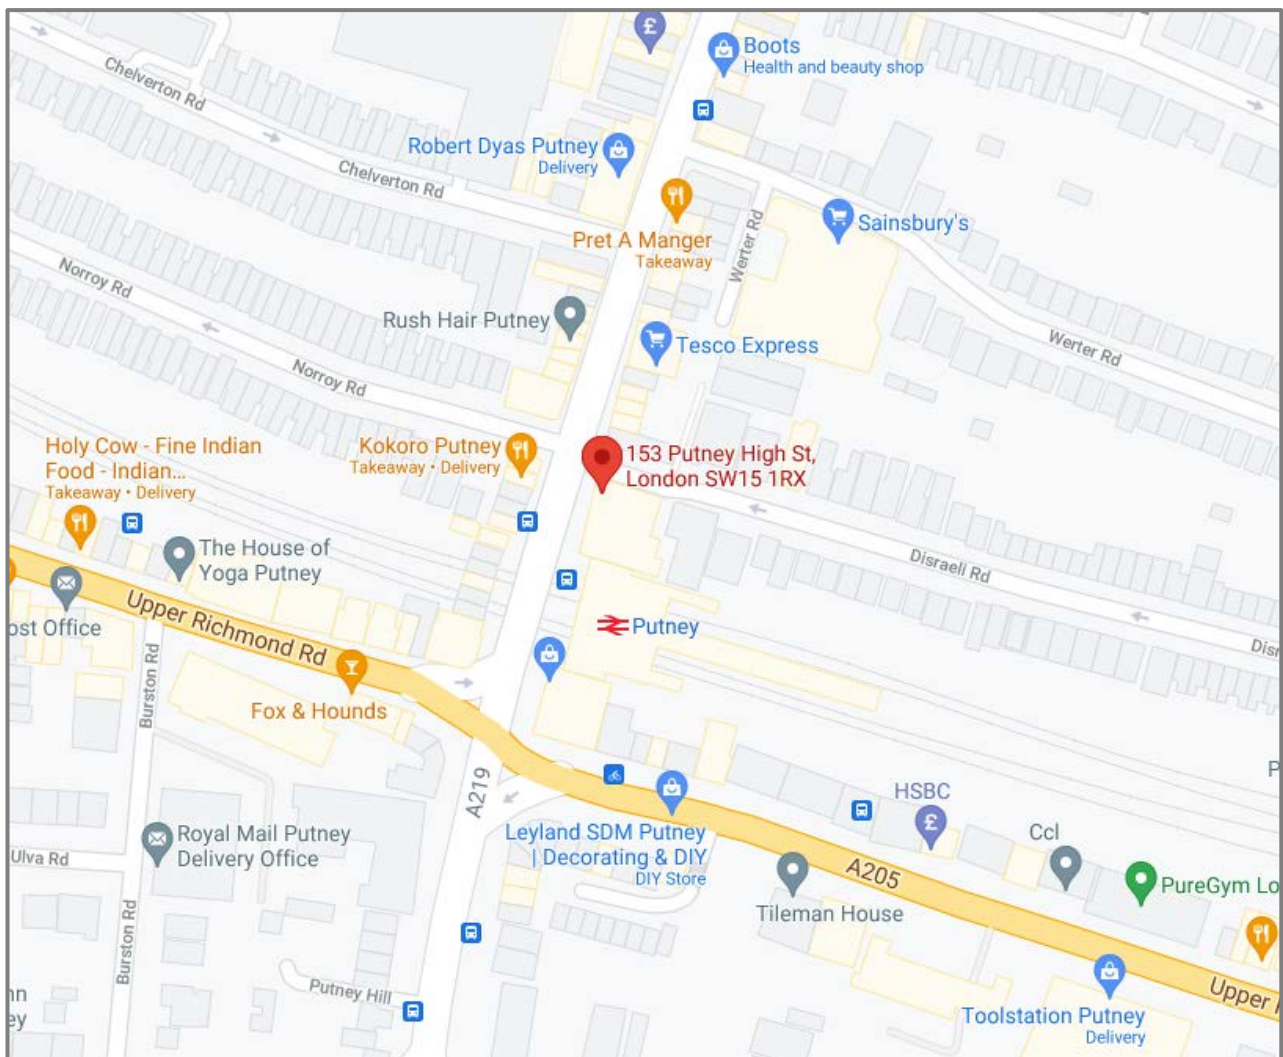 £
Boots
Health and beauty shop
Chelverton Rd
Robert Dyas Putney
Delivery
Chelverton Rd
Pret A Manger
Takeaway
Werter Rd
Sainsbury's
Norroy Rd
Rush Hair Putney
Tesco Express
Werter Rd
Norroy Rd
Holy Cow - Fine Indian
Food - Indian...
Takeaway • Delivery
Kokoro Putney
Takeaway • Delivery
153 Putney High St,
London SW15 1RX
The House of
Yoga Putney
Disraeli Rd
Upper Richmond Rd
ost Office
Putney
Disr
Burston Rd
Fox & Hounds
A219
HSBC
£
P
Royal Mail Putney
Delivery Office
Leyland SDM Putney
| Decorating & DIY
DIY Store
Ccl
Ulva Rd
A205
PureGym Lo
Tileman House
Burston Rd
Putney Hill
Upper
nn
ey
Toolstation Putney
Delivery